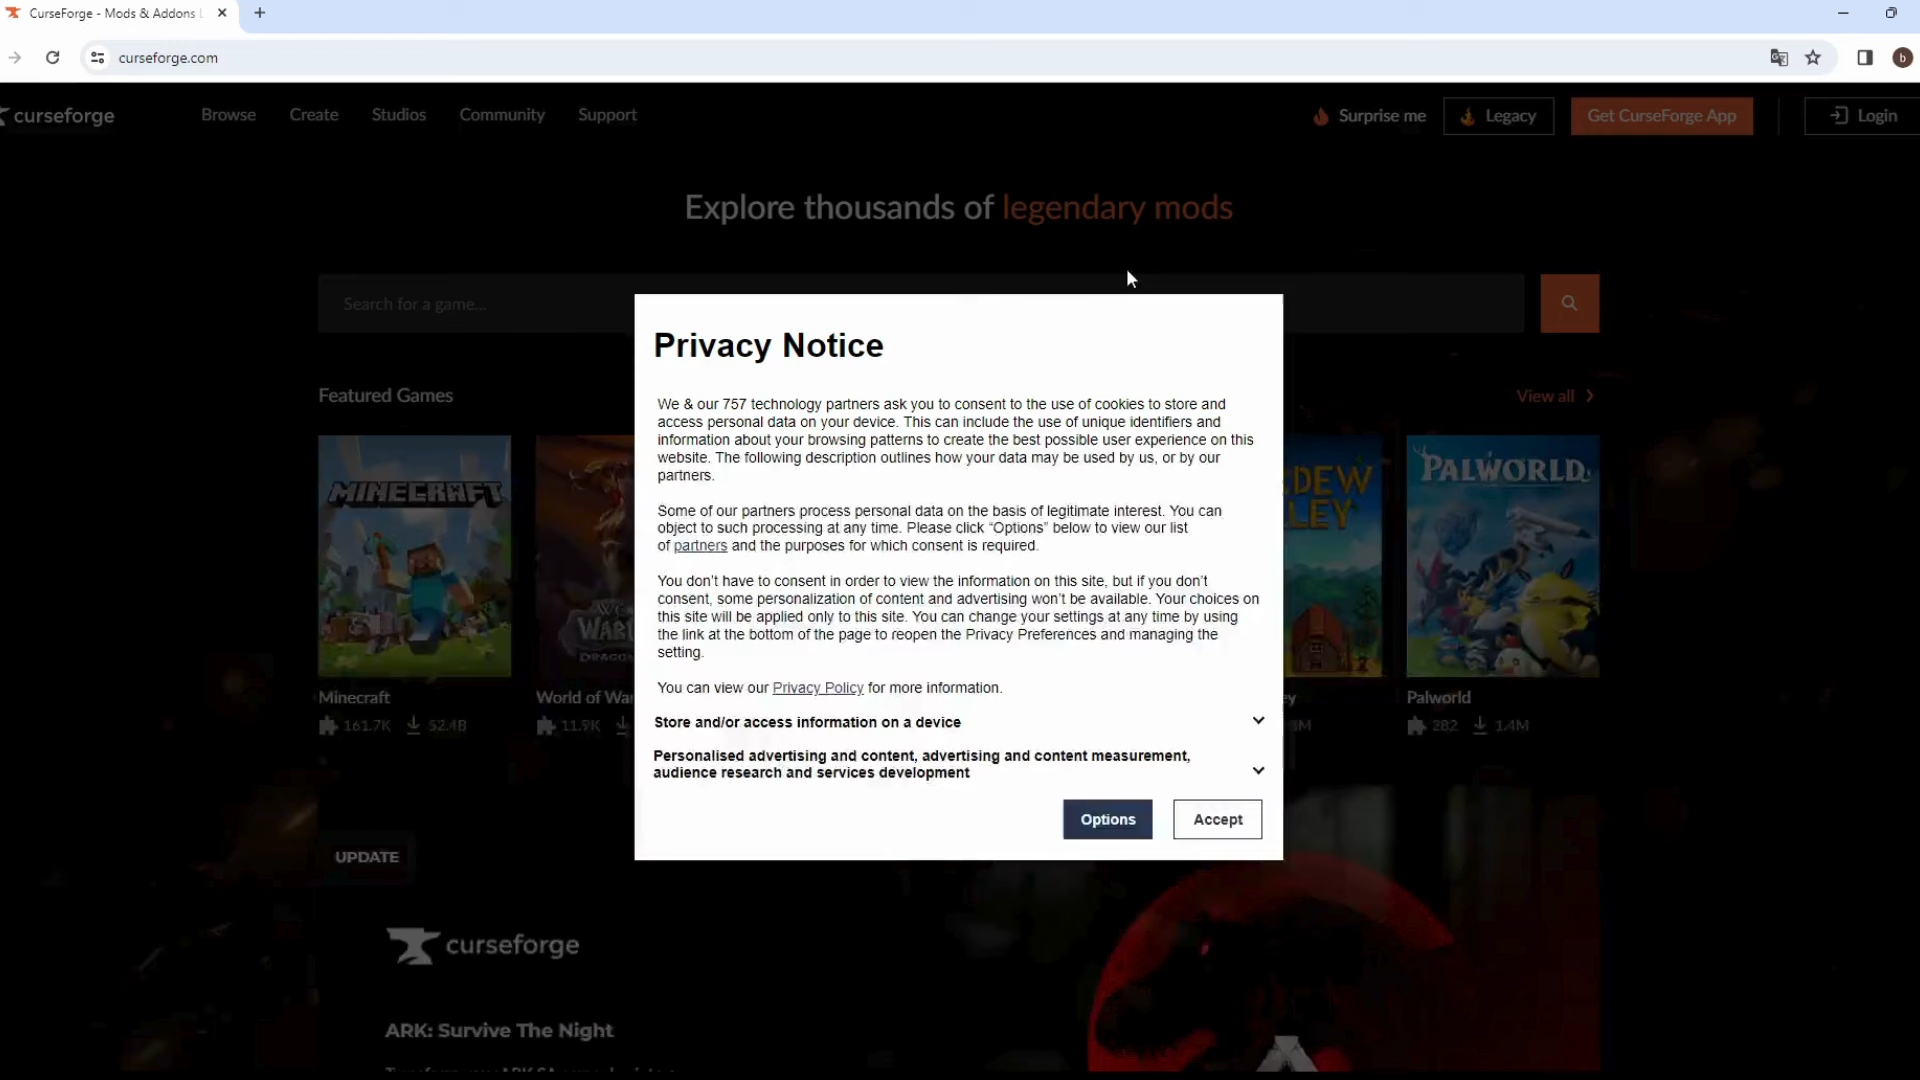 CurseForge - Mods & Addons
curseforge.com
b
curseforge
Browse
Create
Studios
Community
Support
Surprise me
Legacy
Get CurseForge App
Login
Explore thousands of legendary mods
Search for a game...
Privacy Notice
Featured Games
View all
We & our 757 technology partners ask you to consent to the use of cookies to store and
access personal data on your device. This can include the use of unique identifiers and
information about your browsing patterns to create the best possible user experience on this
website. The following description outlines how your data may be used by us, or by our
partners.
Some of our partners process personal data on the basis of legitimate interest. You can
object to such processing at any time. Please click “Options” below to view our list
of partners and the purposes for which consent is required.
You don't have to consent in order to view the information on this site, but if you don't
consent, some personalization of content and advertising won't be available. Your choices on
this site will be applied only to this site. You can change your settings at any time by using
the link at the bottom of the page to reopen the Privacy Preferences and managing the
setting.
You can view our Privacy Policy for more information.
Store and/or access information on a device
Personalised advertising and content, advertising and content measurement,
audience research and services development
Options
Accept
MINECRAFT
DEW
LEY
PALWORLD
Minecraft
161.7K
52.4B
World of War
11.9K
Palworld
282
1.4M
UPDATE
curseforge
ARK: Survive The Night